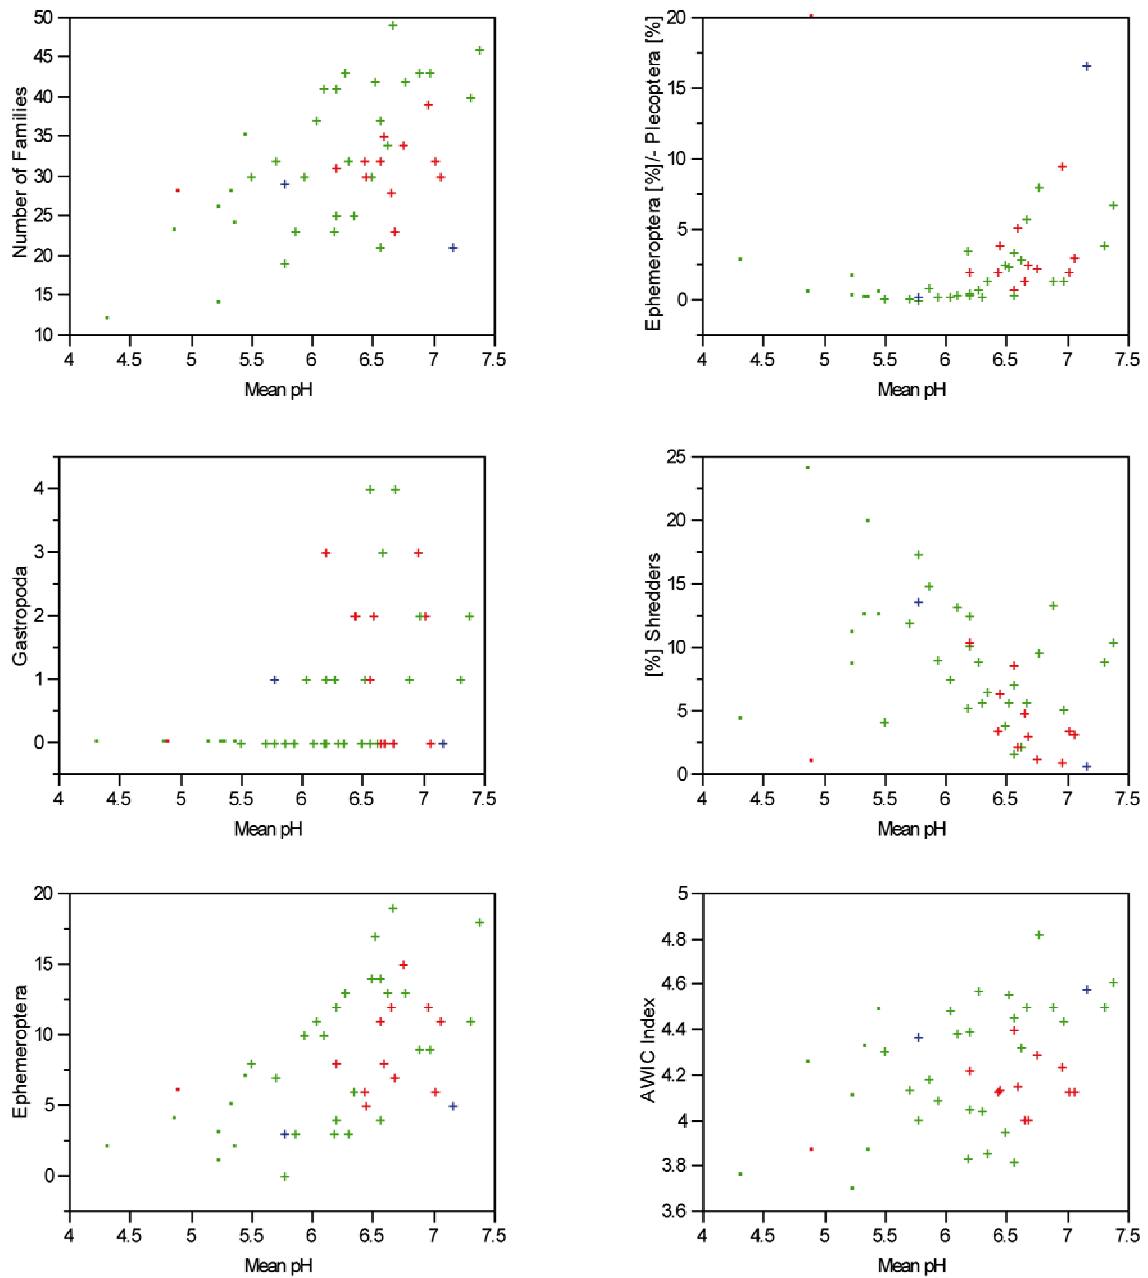 50
45
40
35
30
25
20
15
10
Number of Families
4 4.5 5 5.5 6 6.5 7 7.5
Mean pH
20
15
10
5
0
Ephemeroptera [%]/- Plecoptera [%]
4 4.5 5 5.5 6 6.5 7 7.5
Mean pH
4
3
2
1
0
Gastropoda
4 4.5 5 5.5 6 6.5 7 7.5
Mean pH
25
20
15
10
5
0
[%] Shredders
4 4.5 5 5.5 6 6.5 7 7.5
Mean pH
20
15
10
5
0
Ephemeroptera
4 4.5 5 5.5 6 6.5 7 7.5
Mean pH
5
4.8
4.6
4.4
4.2
4
3.8
3.6
AWIC Index
4 4.5 5 5.5 6 6.5 7 7.5
Mean pH